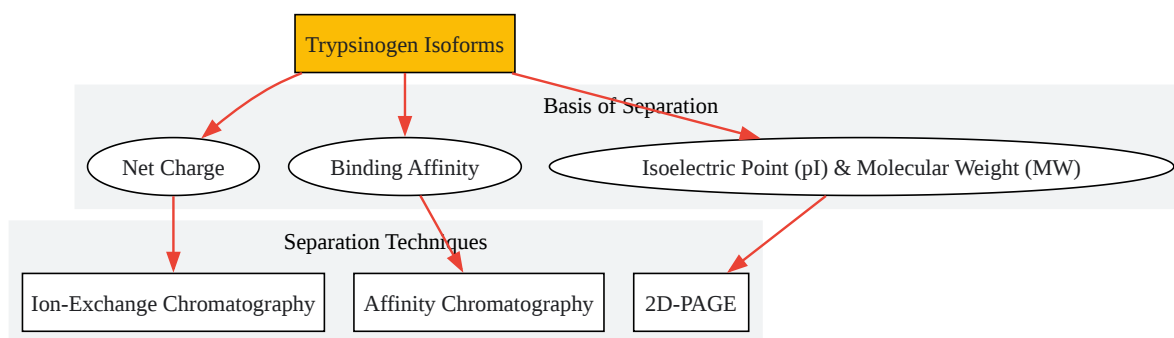 Trypsinogen Isoforms
Basis of Separation
Net Charge
Binding Affinity
Isoelectric Point (pI) & Molecular Weight (MW)
Separation Techniques
Ion-Exchange Chromatography
Affinity Chromatography
2D-PAGE